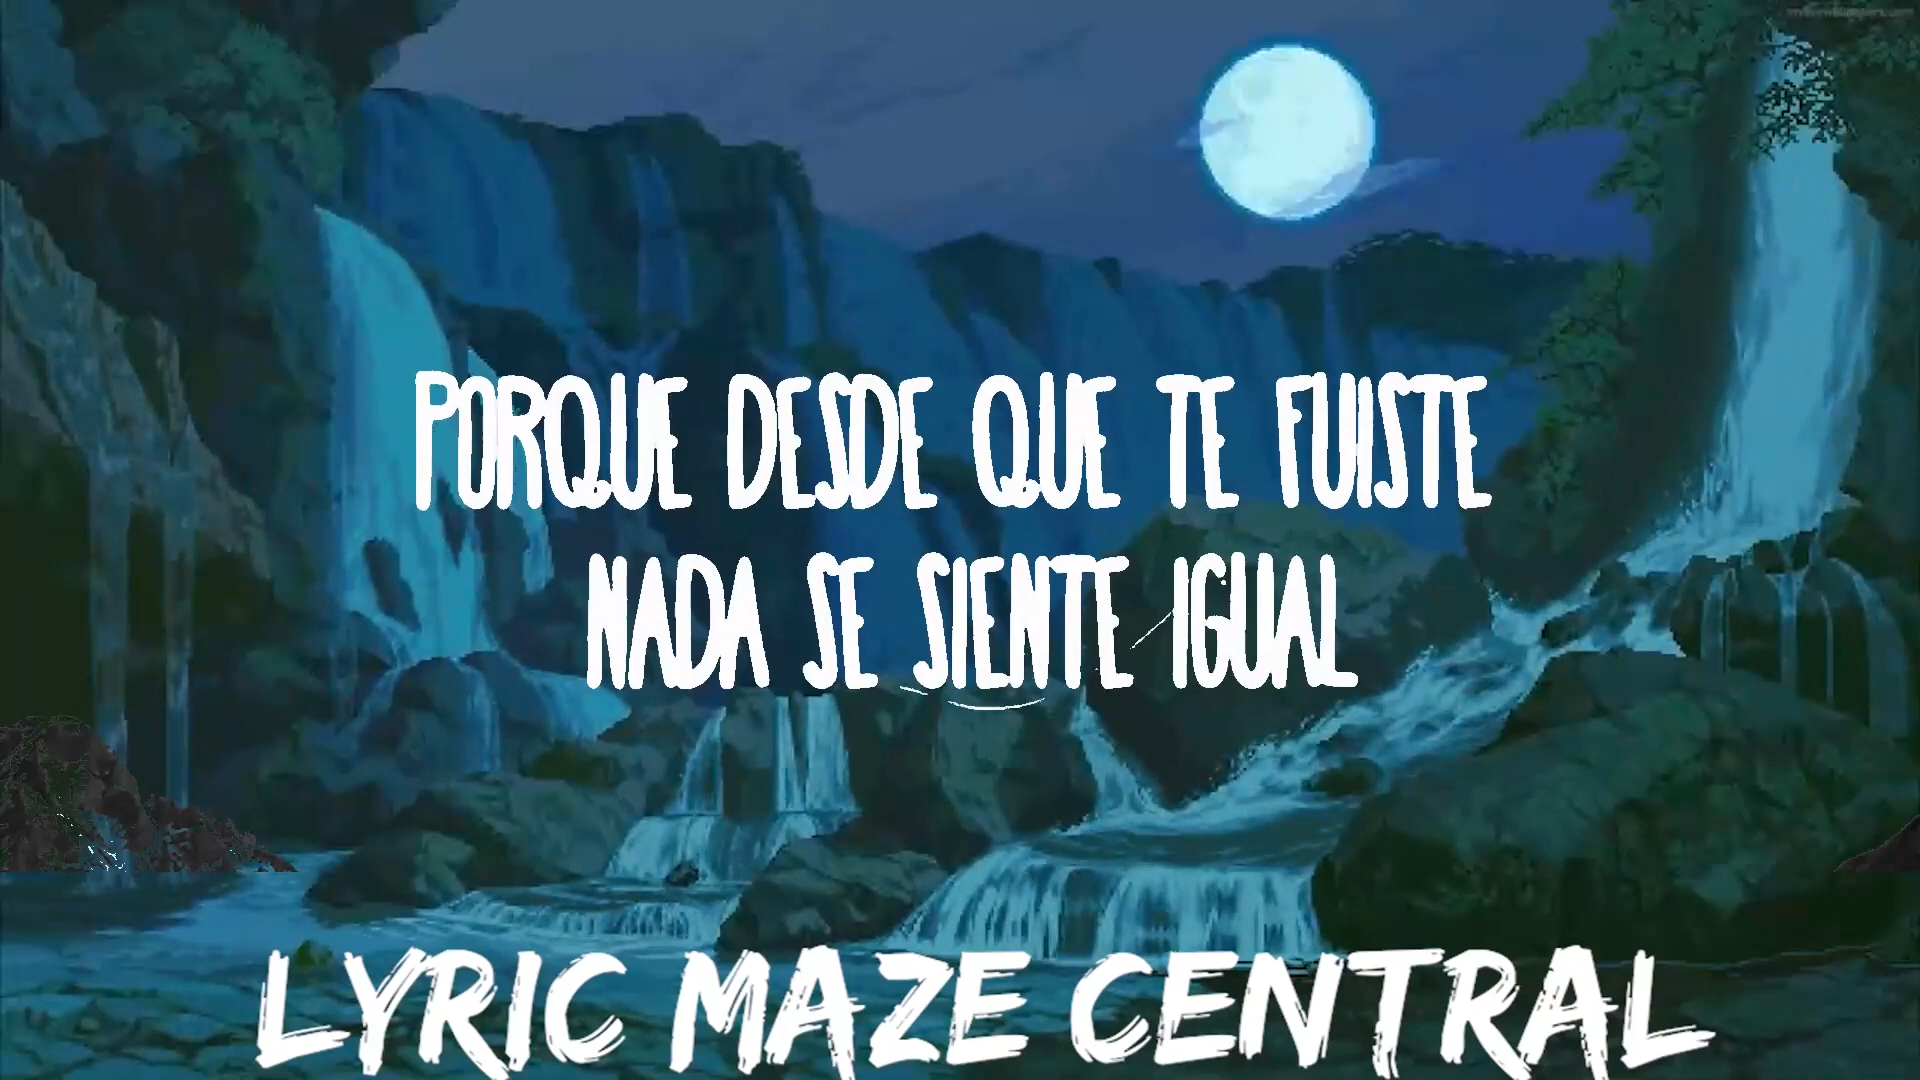 PORQUE DESDE QUE TE FUISTE
NADA SE SIENTE IGUAL
LYRIC MAZE CENTRAL